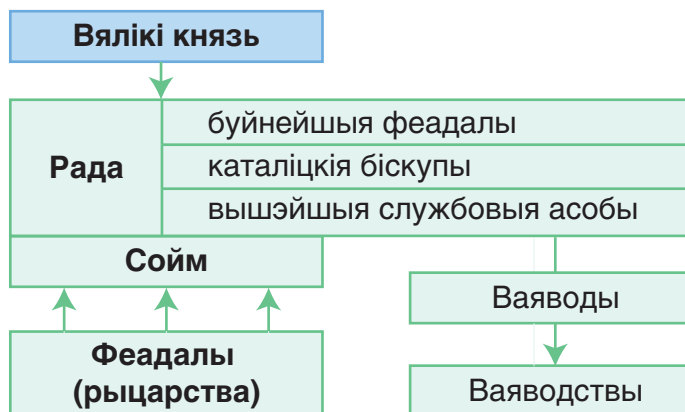 Вялікі князь
Рада
буйнейшыя феадалы
каталіцкія біскупы
вышэйшыя службовыя асобы
Сойм
Ваяводы
Феадалы
(рыцарства)
Ваяводствы